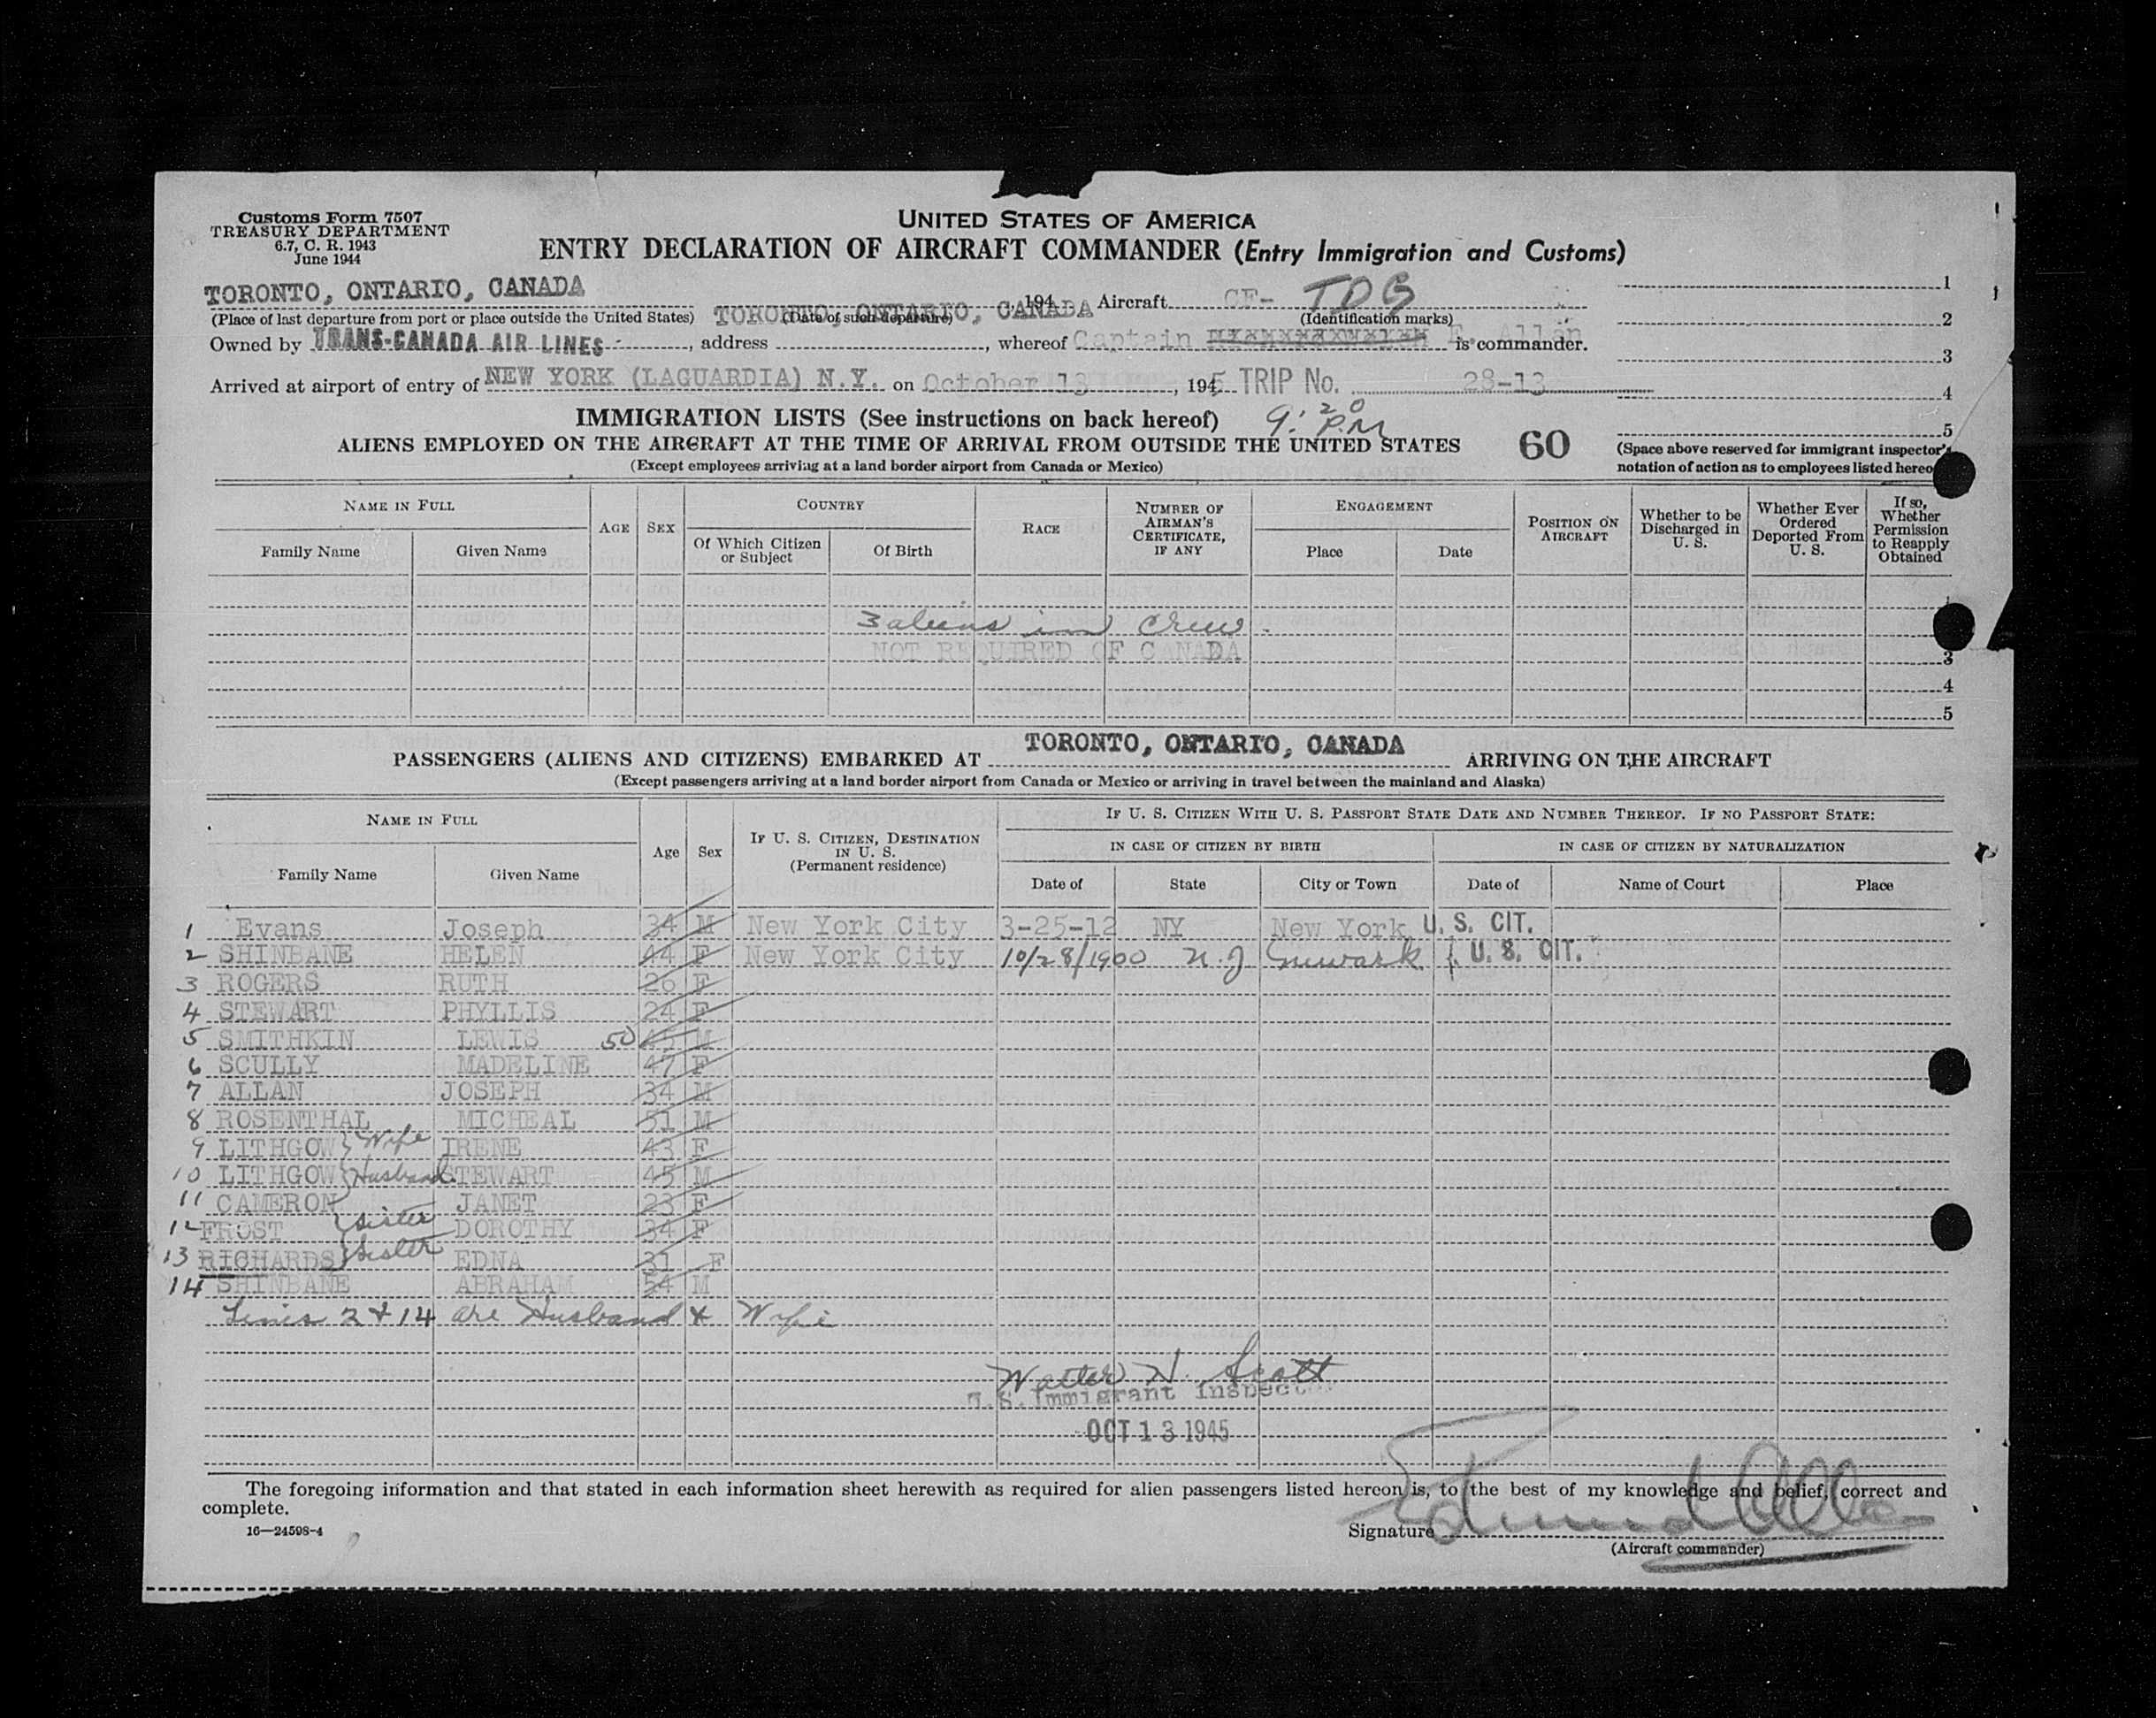 Customs Form 7507
TREASURY DEPARTMENT
6.7, C. R. 1943
June 1944
UNITED STATES OF AMERICA
ENTRY DECLARATION OF AIRCRAFT COMMANDER (Entry Immigration and Customs)
TORONTO, ONTARIO, CANADA
TORONTO, ONTARIO, CANADA , 194 Aircraft CF- TDG 1
(Place of last departure from port or place outside the United States) (Date of such departure) (Identification marks) 2
Owned by TRANS-CANADA AIR LINES , address , whereof Captain E. Allan is commander. 3
Arrived at airport of entry of NEW YORK (LAGUARDIA) N.Y. on October 13 , 1945 TRIP No. 28-13 4
IMMIGRATION LISTS (See instructions on back hereof) 9:20 P.M 5
ALIENS EMPLOYED ON THE AIRCRAFT AT THE TIME OF ARRIVAL FROM OUTSIDE THE UNITED STATES 60
(Space above reserved for immigrant inspector's notation of action as to employees listed hereo
(Except employees arriving at a land border airport from Canada or Mexico)
NAME IN FULL AGE SEX COUNTRY RACE NUMBER OF AIRMAN'S CERTIFICATE, IF ANY ENGAGEMENT POSITION ON AIRCRAFT Whether to be Discharged in U. S. Whether Ever Ordered Deported From U. S. If so, Whether Permission to Reapply Obtained
Family Name Given Name Of Which Citizen or Subject Of Birth Place Date
3 aliens in crew.
NOT REQUIRED OF CANADA
3
4
5
PASSENGERS (ALIENS AND CITIZENS) EMBARKED AT TORONTO, ONTARIO, CANADA ARRIVING ON THE AIRCRAFT
(Except passengers arriving at a land border airport from Canada or Mexico or arriving in travel between the mainland and Alaska)
NAME IN FULL Age Sex IF U. S. CITIZEN, DESTINATION IN U. S. (Permanent residence) IF U. S. CITIZEN WITH U. S. PASSPORT STATE DATE AND NUMBER THEREOF. IF NO PASSPORT STATE:
IN CASE OF CITIZEN BY BIRTH IN CASE OF CITIZEN BY NATURALIZATION
Family Name Given Name Date of State City or Town Date of Name of Court Place
1 Evans Joseph 34 M New York City 3-25-12 NY New York U. S. CIT.
2 SHINBANE HELEN 44 F New York City 10/28/1900 N.J Newark U. S. CIT.
3 ROGERS RUTH 26 F
4 STEWART PHYLLIS 24 F
5 SMITHKIN LEWIS 50 45 M
6 SCULLY MADELINE 47 F
7 ALLAN JOSEPH 34 M
8 ROSENTHAL MICHEAL 51 M
9 LITHGOW } Wife IRENE 43 F
10 LITHGOW } Husband STEWART 45 M
11 CAMERON JANET 23 F
12 FROST } Sister DOROTHY 34 F
13 RICHARDS } Sister EDNA 31 F
14 SHINBANE ABRAHAM 54 M
Lines 2 & 14 are Husband & Wife
Walter H. Scott
U.S. Immigrant Inspector
OCT 13 1945
The foregoing information and that stated in each information sheet herewith as required for alien passengers listed hereon is, to the best of my knowledge and belief, correct and
complete.
16—24598-4
Signature Edmund Allan
(Aircraft commander)